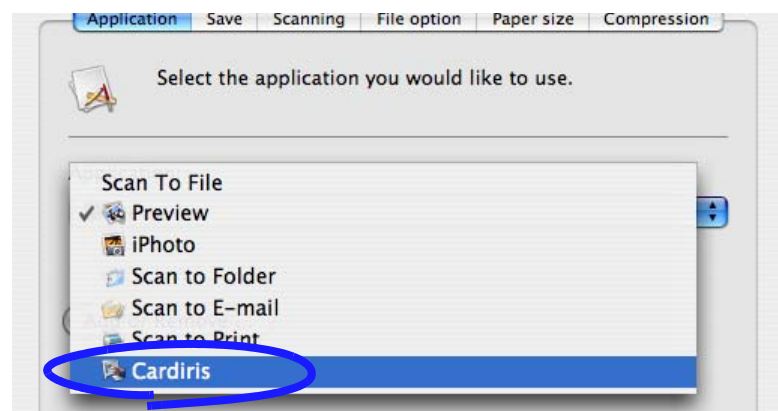 Application Save Scanning File option Paper size Compression
Select the application you would like to use.
Scan To File
✓ Preview
iPhoto
Scan to Folder
Scan to E-mail
Scan to Print
Cardiris